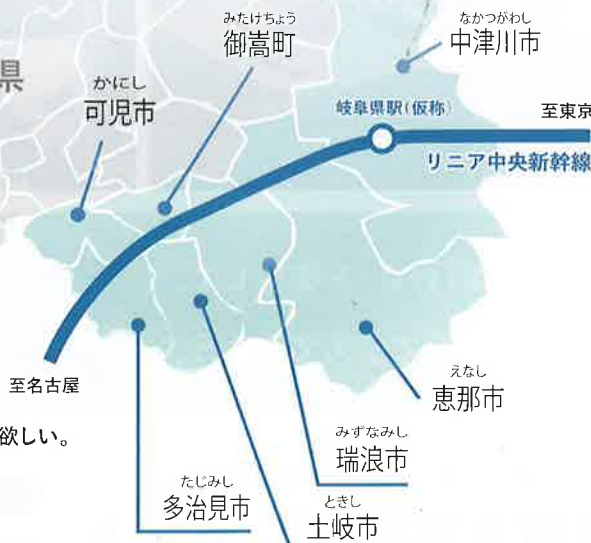 みたけちょう
御嵩町
なかつがわし
中津川市
県
かにし
可児市
岐阜県駅(仮称)
至東京
リニア中央新幹線
至名古屋
えなし
恵那市
欲しい。
みずなみし
瑞浪市
たじみし
多治見市
ときし
土岐市